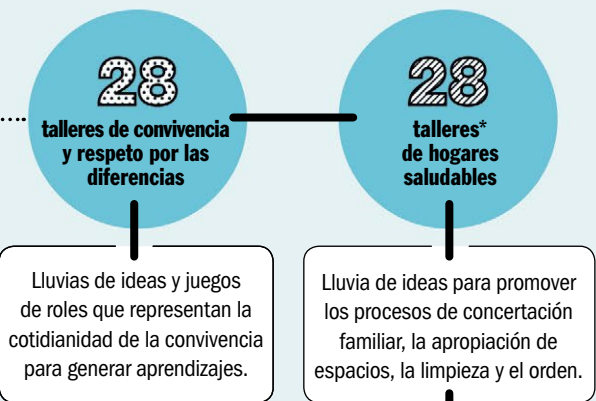 28
talleres de convivencia
y respeto por las
diferencias
Lluvias de ideas y juegos
de roles que representan la
cotidianidad de la convivencia
para generar aprendizajes.
28
talleres*
de hogares
saludables
Lluvia de ideas para promover
los procesos de concertación
familiar, la apropiación de
espacios, la limpieza y el orden.